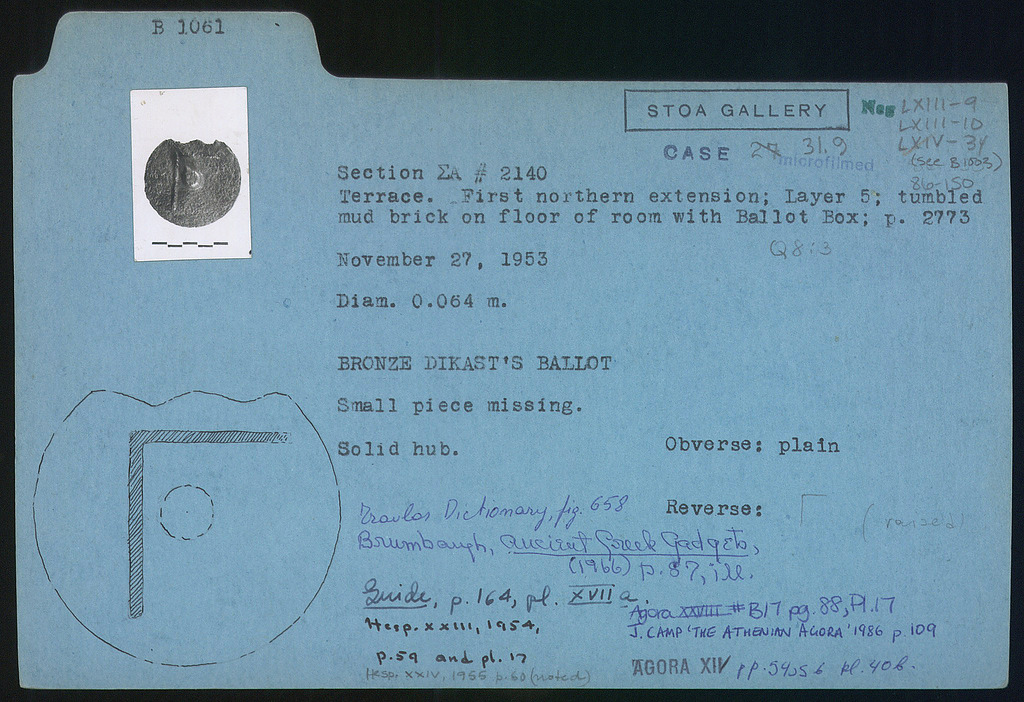 B 1061
STOA GALLERY
Neg LXIII-9
LXIII-10
LXIV-34
(see B 1053)
86-150
CASE 27 31.9
microfilmed
Section ΣΑ # 2140
Terrace. First northern extension; Layer 5; tumbled
mud brick on floor of room with Ballot Box; p. 2773
Q8:3
November 27, 1953
Diam. 0.064 m.
BRONZE DIKAST'S BALLOT
Small piece missing.
Solid hub.
Obverse: plain
Reverse: Γ (raised)
Travlos Dictionary, fig. 658
Brumbaugh, Ancient Greek Gadgets,
(1966) p. 87, ill.
Guide, p. 164, pl. XVII a.
Hesp. XXIII, 1954,
p. 59 and pl. 17
Hesp. XXIV, 1955 p. 60 (noted)
Agora XXVIII # B17 pg. 88, Pl. 17
J. CAMP 'THE ATHENIAN AGORA' 1986 p. 109
AGORA XIV pp. 54, 55 pl. 40b.